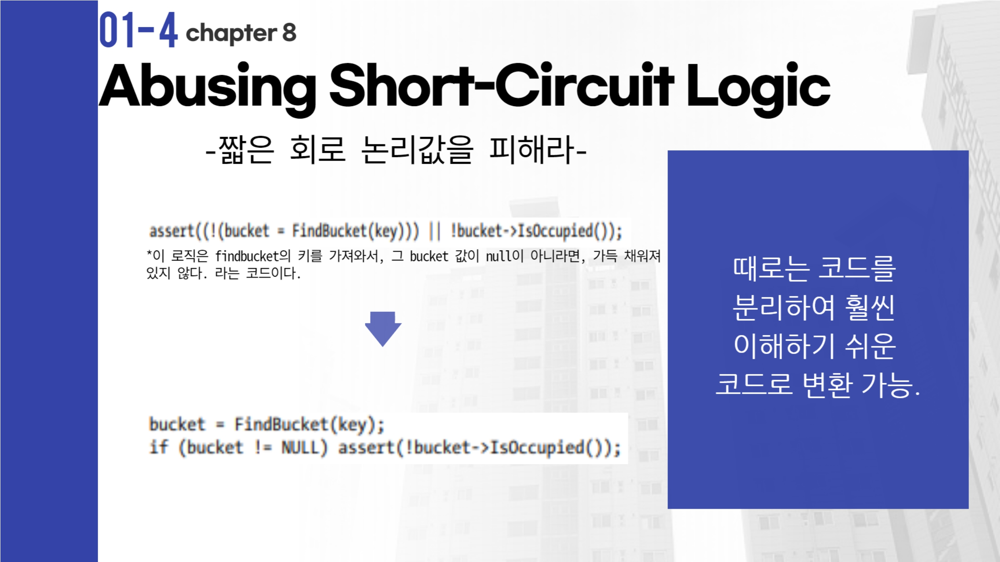 01-4 chapter 8
Abusing Short-Circuit Logic
-짧은 회로 논리값을 피해라-
assert((!(bucket = FindBucket(key))) || !bucket->IsOccupied());
*이 로직은 findbucket의 키를 가져와서, 그 bucket 값이 null이 아니라면, 가득 채워져
있지 않다. 라는 코드이다.
bucket = FindBucket(key);
if (bucket != NULL) assert(!bucket->IsOccupied());
때로는 코드를
분리하여 훨씬
이해하기 쉬운
코드로 변환 가능.